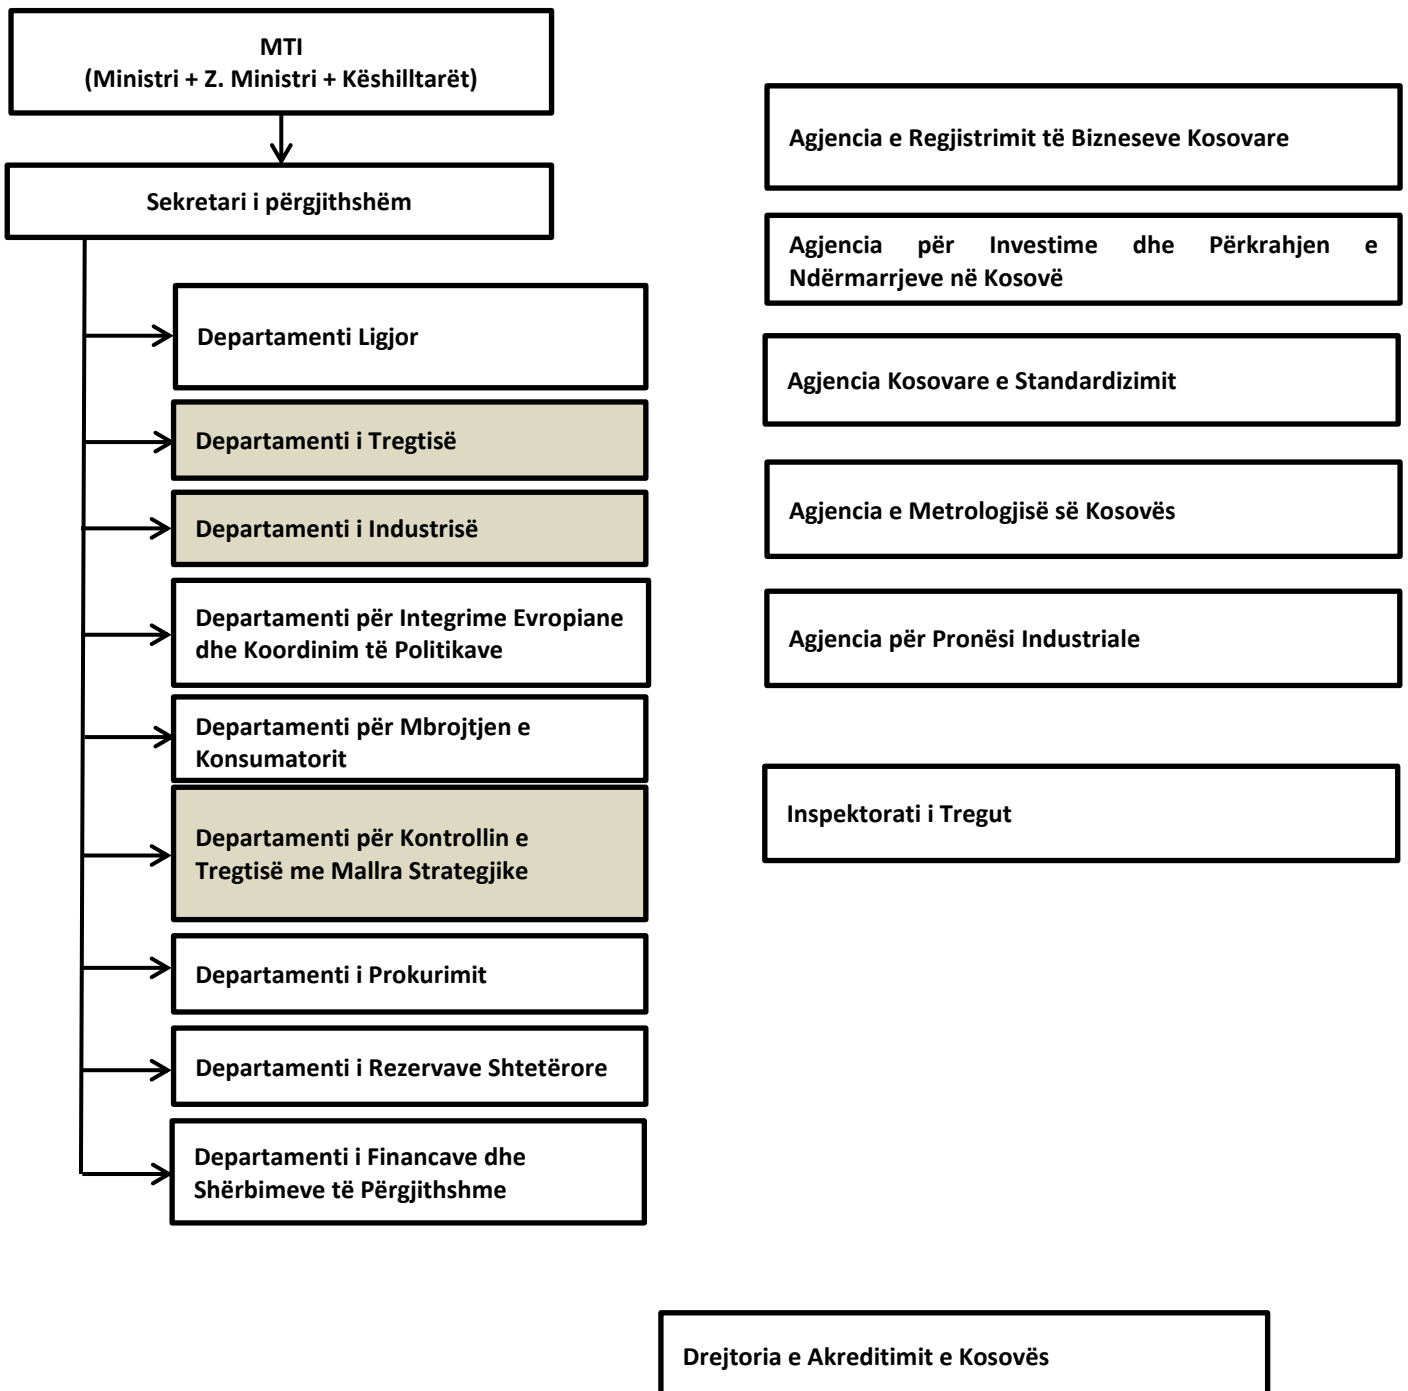 MTI
(Ministri + Z. Ministri + Këshilltarët)
Sekretari i përgjithshëm
Departamenti Ligjor
Departamenti i Tregtisë
Departamenti i Industrisë
Departamenti për Integrime Evropiane
dhe Koordinim të Politikave
Departamenti për Mbrojtjen e
Konsumatorit
Departamenti për Kontrollin e
Tregtisë me Mallra Strategjike
Departamenti i Prokurimit
Departamenti i Rezervave Shtetërore
Departamenti i Financave dhe
Shërbimeve të Përgjithshme
Agjencia e Regjistrimit të Bizneseve Kosovare
Agjencia për Investime dhe Përkrahjen e
Ndërmarrjeve në Kosovë
Agjencia Kosovare e Standardizimit
Agjencia e Metrologjisë së Kosovës
Agjencia për Pronësi Industriale
Inspektorati i Tregut
Drejtoria e Akreditimit e Kosovës